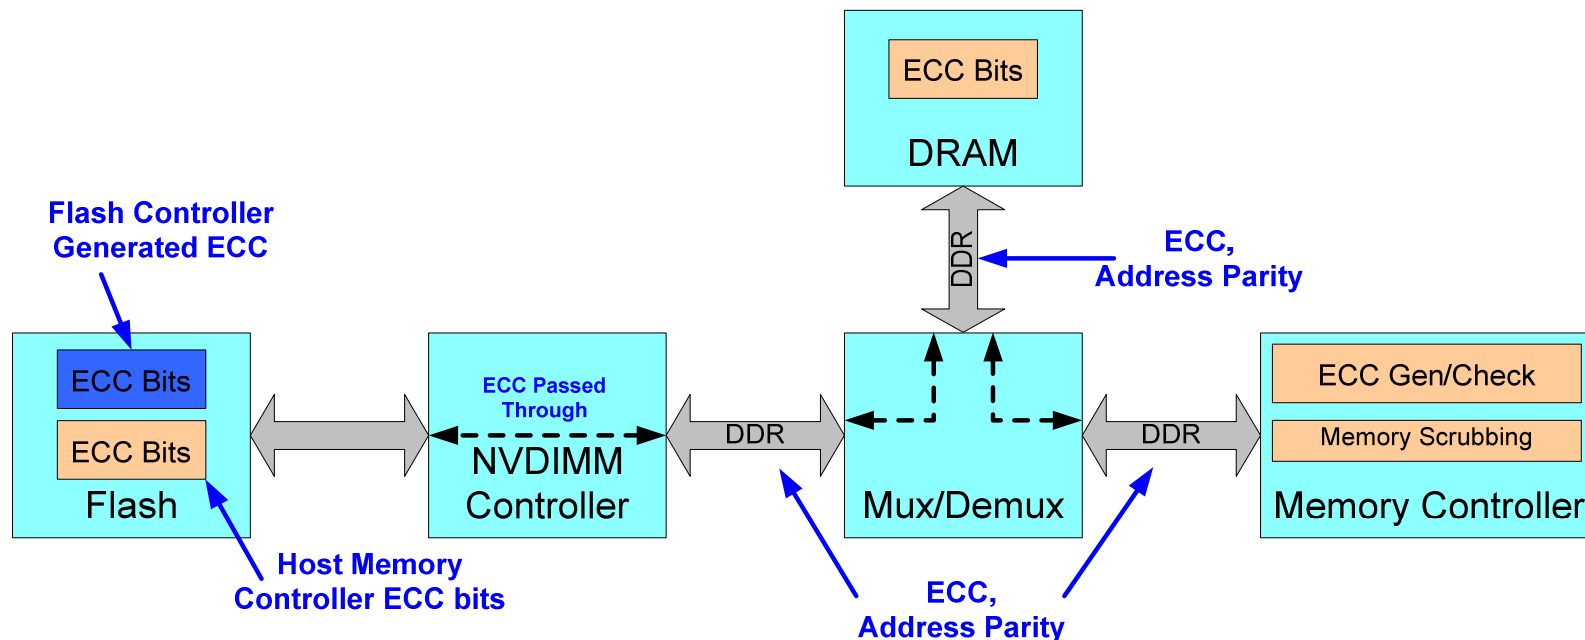 ECC Bits
DRAM
DDR
ECC,
Address Parity
Flash Controller
Generated ECC
ECC Bits
ECC Bits
Flash
Host Memory
Controller ECC bits
ECC Passed
Through
NVDIMM
Controller
DDR
Mux/Demux
DDR
ECC,
Address Parity
ECC Gen/Check
Memory Scrubbing
Memory Controller